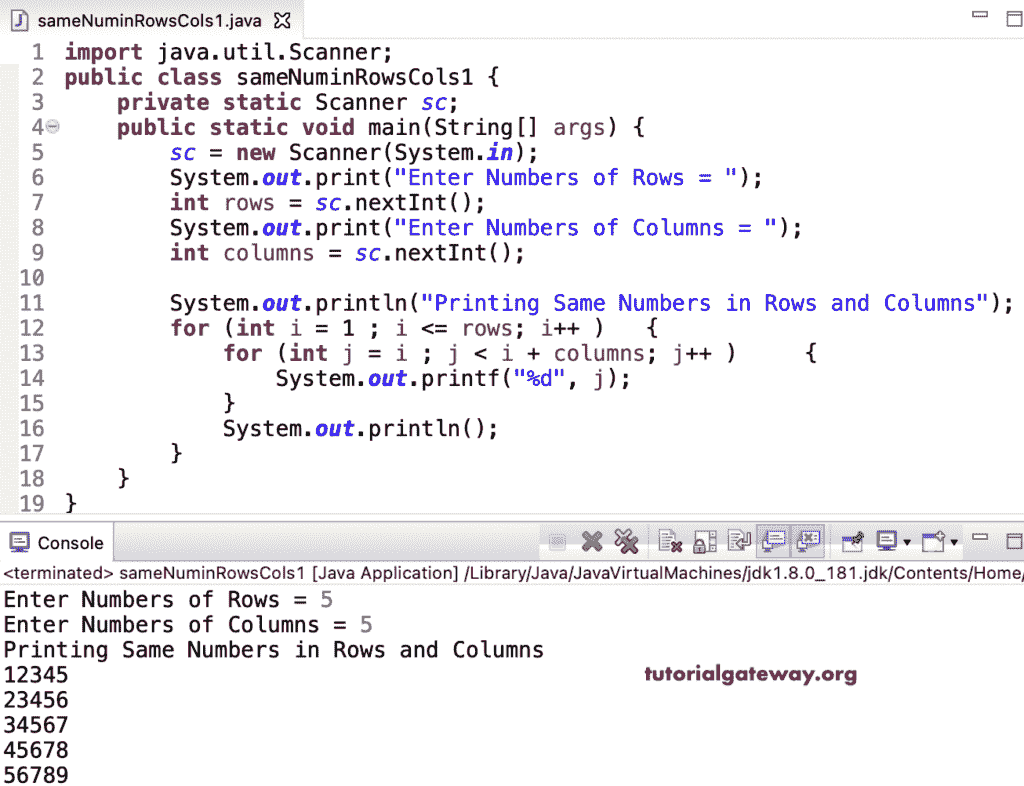 sameNuminRowsCols1.java
1 import java.util.Scanner;
2 public class sameNuminRowsCols1 {
3     private static Scanner sc;
4     public static void main(String[] args) {
5         sc = new Scanner(System.in);
6         System.out.print("Enter Numbers of Rows = ");
7         int rows = sc.nextInt();
8         System.out.print("Enter Numbers of Columns = ");
9         int columns = sc.nextInt();
10
11         System.out.println("Printing Same Numbers in Rows and Columns");
12         for (int i = 1 ; i <= rows; i++ )   {
13             for (int j = i ; j < i + columns; j++ )     {
14                 System.out.printf("%d", j);
15             }
16             System.out.println();
17         }
18     }
19 }
Console
<terminated> sameNuminRowsCols1 [Java Application] /Library/Java/JavaVirtualMachines/jdk1.8.0_181.jdk/Contents/Home/
Enter Numbers of Rows = 5
Enter Numbers of Columns = 5
Printing Same Numbers in Rows and Columns
12345
tutorialgateway.org
23456
34567
45678
56789